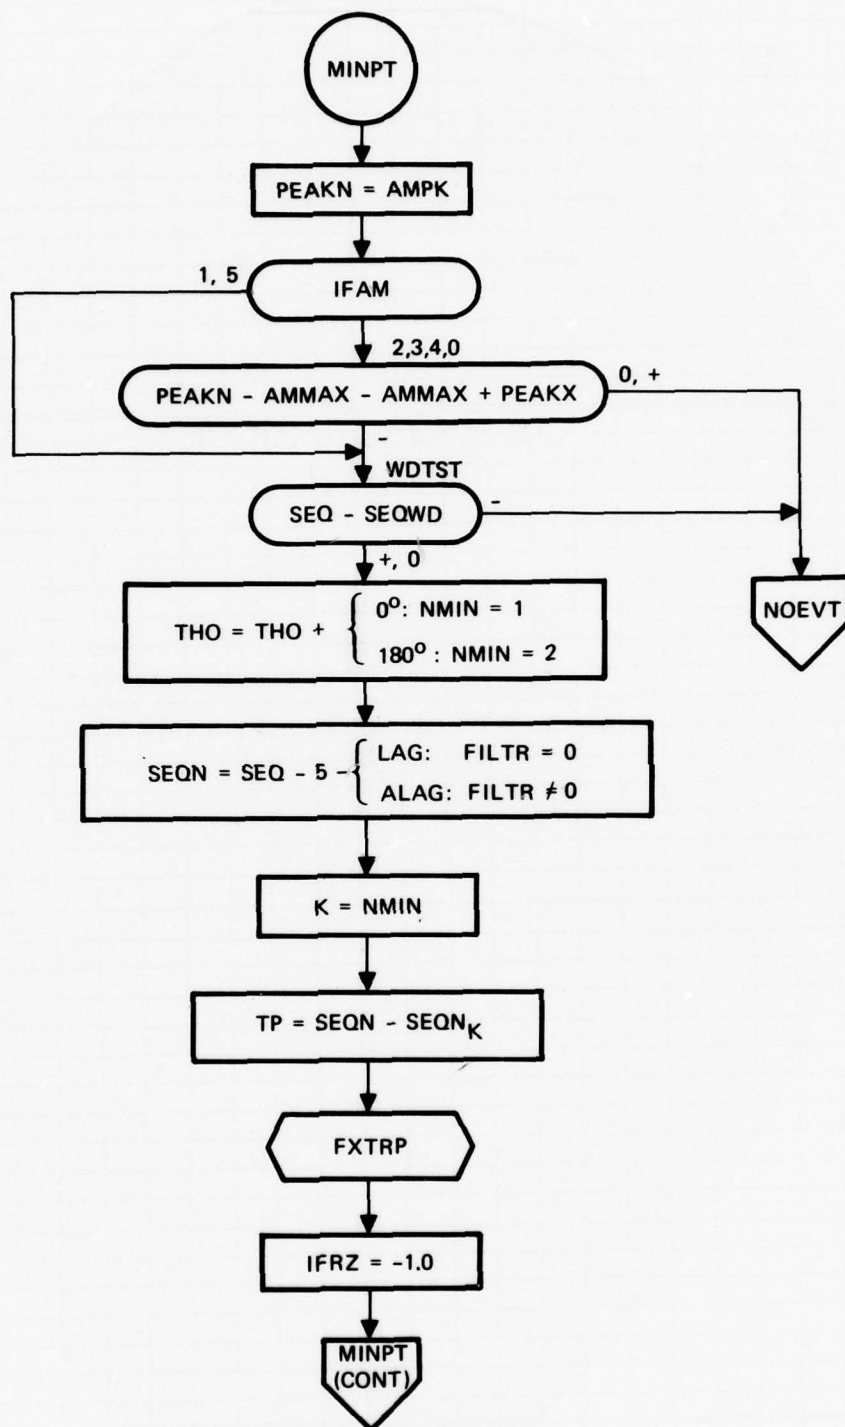 MINPT
PEAKN = AMPK
1, 5
IFAM
2,3,4,0
PEAKN - AMMAX - AMMAX + PEAKX
0, +
-
WDTST
SEQ - SEQWD
-
+, 0
NOEVT
THO = THO +
0°: NMIN = 1
180°: NMIN = 2
SEQN = SEQ - 5 -
LAG: FILTR = 0
ALAG: FILTR ≠ 0
K = NMIN
TP = SEQN - SEQN_K
FXTRP
IFRZ = -1.0
MINPT
(CONT)